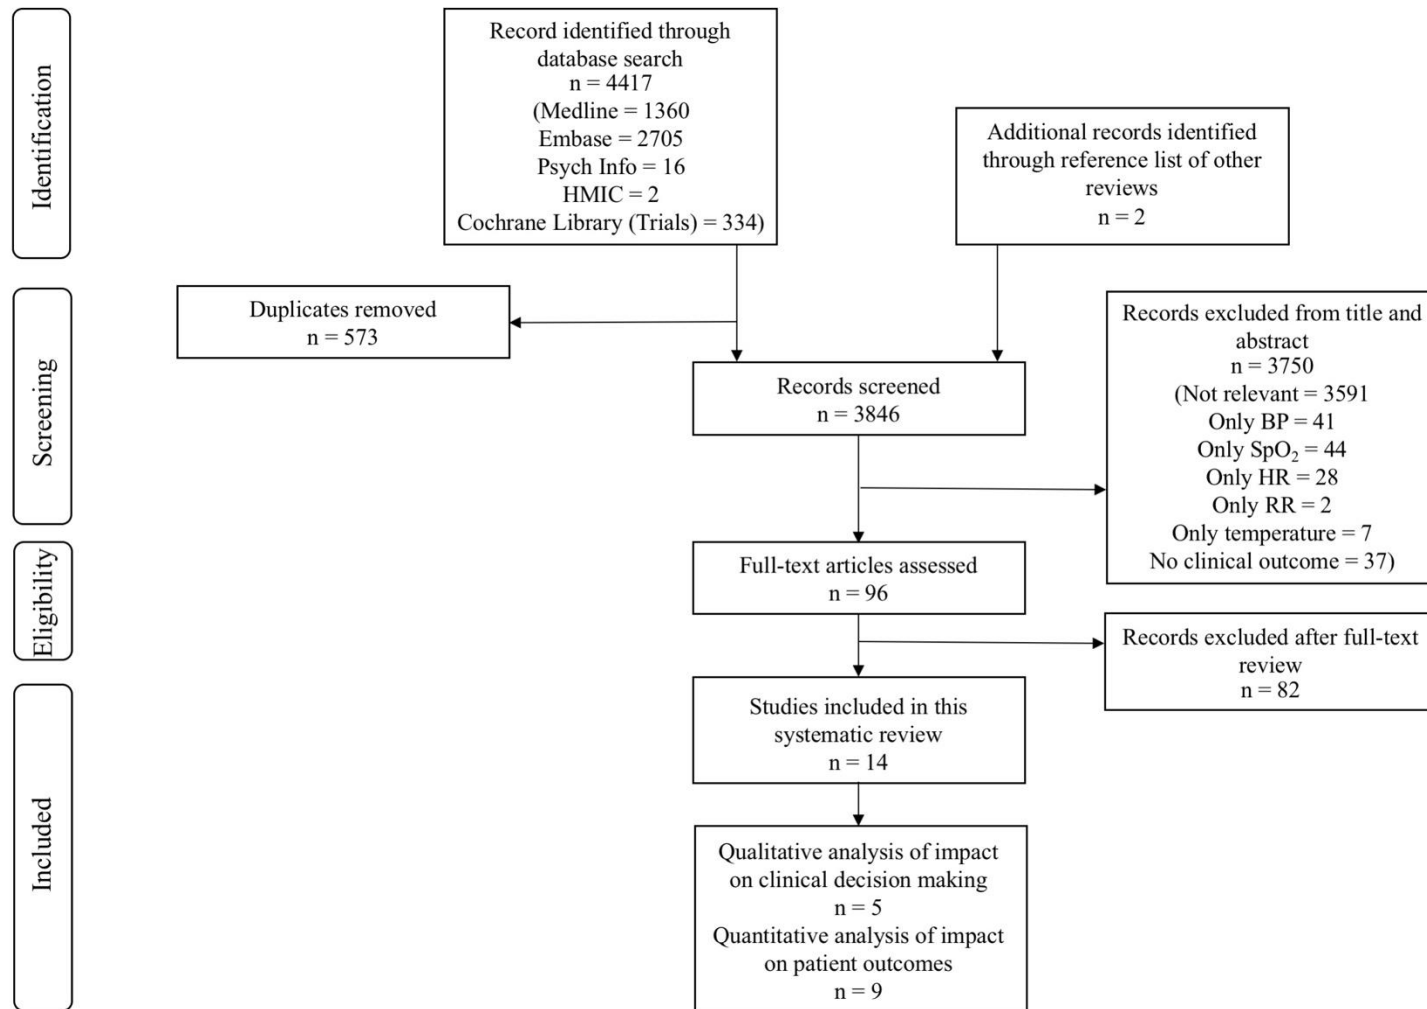 Identification
Record identified through
database search
n = 4417
(Medline = 1360
Embase = 2705
Psych Info = 16
HMIC = 2
Cochrane Library (Trials) = 334)
Additional records identified
through reference list of other
reviews
n = 2
Screening
Duplicates removed
n = 573
Records screened
n = 3846
Records excluded from title and
abstract
n = 3750
(Not relevant = 3591
Only BP = 41
Only SpO₂ = 44
Only HR = 28
Only RR = 2
Only temperature = 7
No clinical outcome = 37)
Eligibility
Full-text articles assessed
n = 96
Records excluded after full-text
review
n = 82
Included
Studies included in this
systematic review
n = 14
Qualitative analysis of impact
on clinical decision making
n = 5
Quantitative analysis of impact
on patient outcomes
n = 9